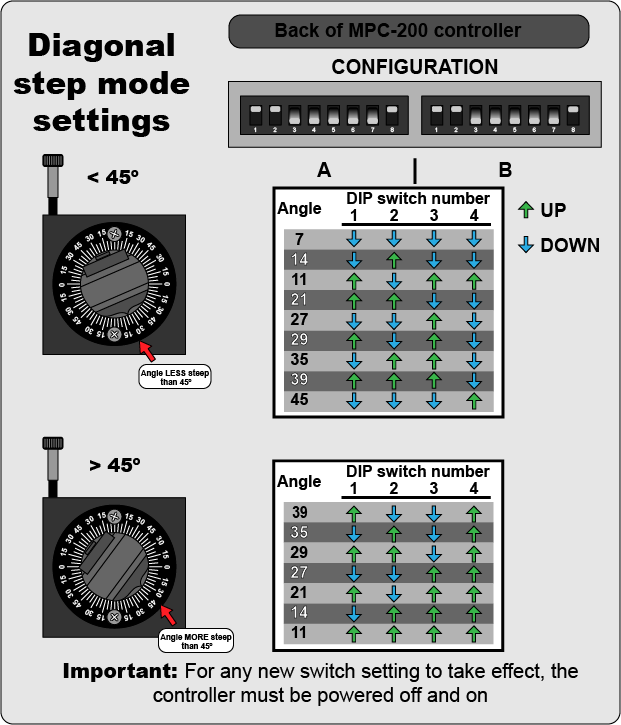 Diagonal
step mode
settings
Back of MPC-200 controller
CONFIGURATION
1 2 3 4 5 6 7 8
1 2 3 4 5 6 7 8
A B
< 45º
Angle LESS steep
than 45º
Angle DIP switch number
1 2 3 4
7
14
11
21
27
29
35
39
45
UP
DOWN
> 45º
Angle MORE steep
than 45º
Angle DIP switch number
1 2 3 4
39
35
29
27
21
14
11
Important: For any new switch setting to take effect, the
controller must be powered off and on